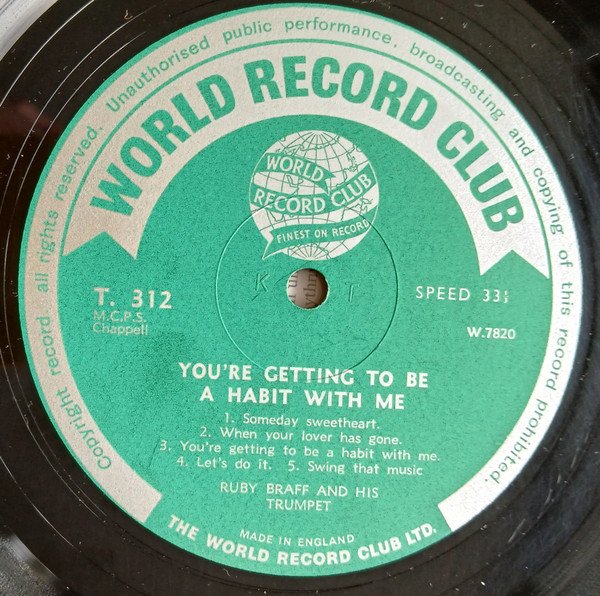 Copyright record all rights reserved. Unauthorised public performance, broadcasting and copying of this record prohibited.
WORLD RECORD CLUB
WORLD
RECORD CLUB
FINEST ON RECORD
K T
T. 312
SPEED 33⅓
M.C.P.S.
Chappell
W.7820
YOU'RE GETTING TO BE
A HABIT WITH ME
1. Someday sweetheart.
2. When your lover has gone.
3. You're getting to be a habit with me.
4. Let's do it. 5. Swing that music
RUBY BRAFF AND HIS
TRUMPET
MADE IN ENGLAND
THE WORLD RECORD CLUB LTD.